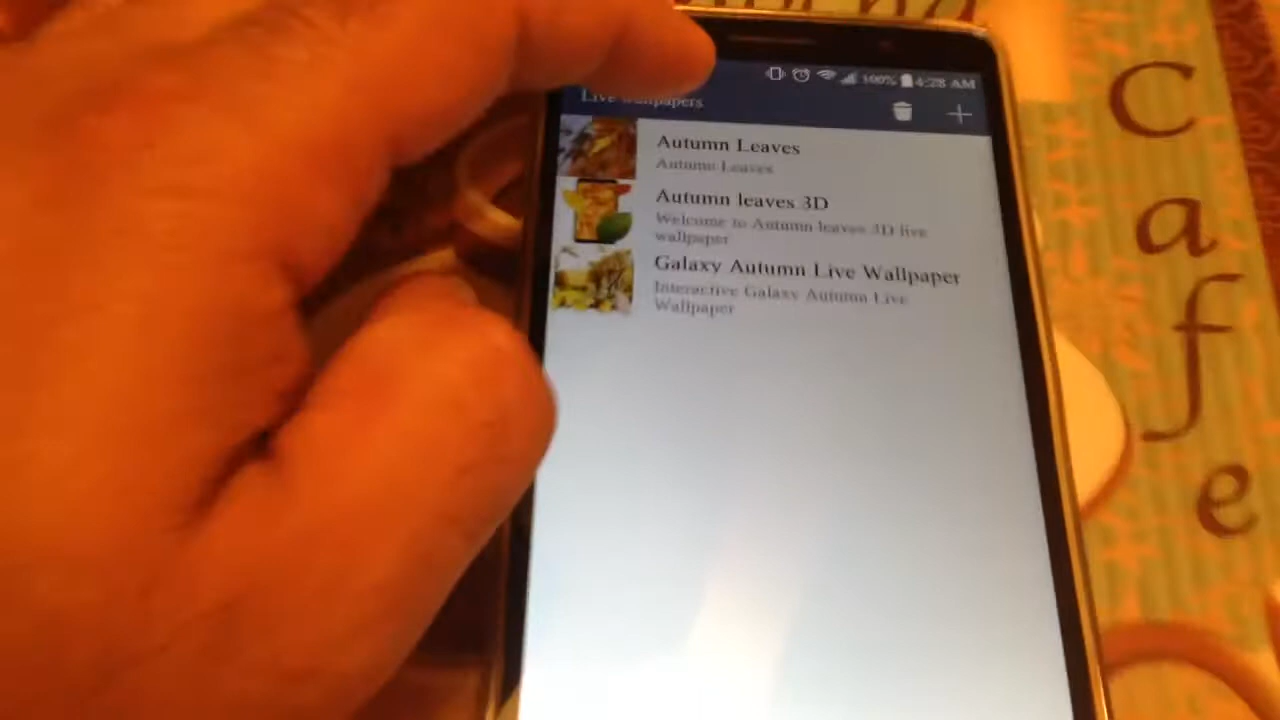 100% 4:28 AM
Live wallpapers
Autumn Leaves
Autumn Leaves
Autumn leaves 3D
Welcome to Autumn leaves 3D live
wallpaper
Galaxy Autumn Live Wallpaper
Interactive Galaxy Autumn Live
Wallpaper
Cafe